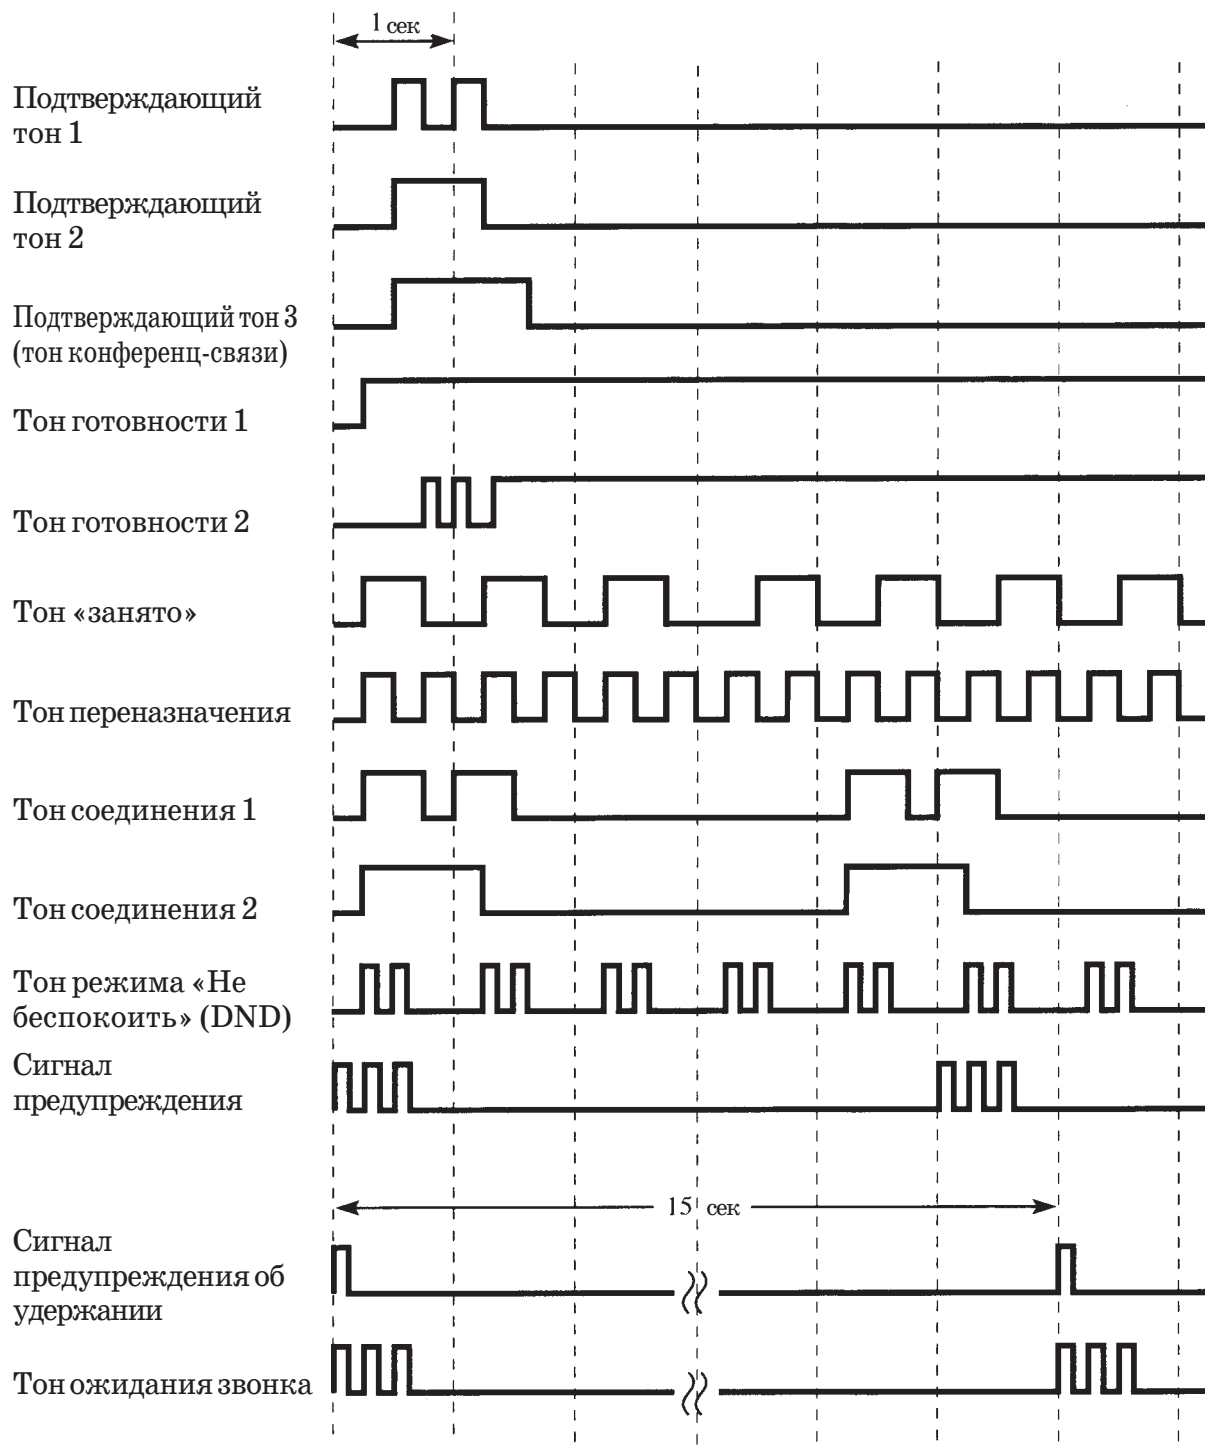 1 сек
Подтверждающий
тон 1
Подтверждающий
тон 2
Подтверждающий тон 3
(тон конференц-связи)
Тон готовности 1
Тон готовности 2
Тон «занято»
Тон переназначения
Тон соединения 1
Тон соединения 2
Тон режима «Не
беспокоить» (DND)
Сигнал
предупреждения
15 сек
Сигнал
предупреждения об
удержании
Тон ожидания звонка